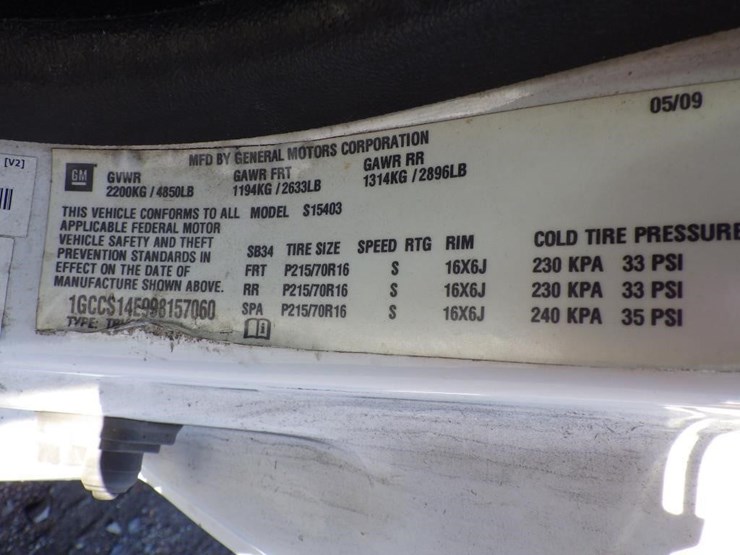 05/09
[V2]
MFD BY GENERAL MOTORS CORPORATION
GM GVWR GAWR FRT GAWR RR
2200KG / 4850LB 1194KG / 2633LB 1314KG / 2896LB
THIS VEHICLE CONFORMS TO ALL MODEL S15403
APPLICABLE FEDERAL MOTOR
VEHICLE SAFETY AND THEFT
PREVENTION STANDARDS IN
EFFECT ON THE DATE OF
MANUFACTURE SHOWN ABOVE.
1GCCS14E998157060
TYPE:
SB34 TIRE SIZE SPEED RTG RIM COLD TIRE PRESSURE
FRT P215/70R16 S 16X6J 230 KPA 33 PSI
RR P215/70R16 S 16X6J 230 KPA 33 PSI
SPA P215/70R16 S 16X6J 240 KPA 35 PSI